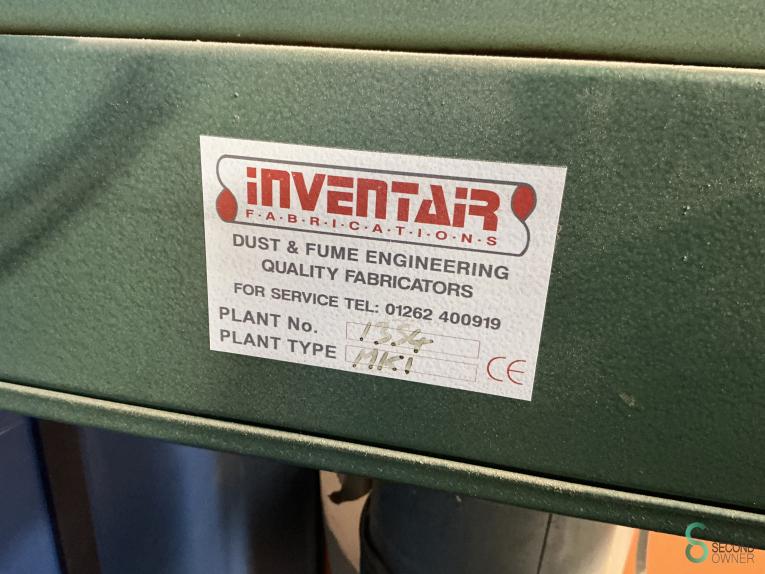 INVENTAIR
F·A·B·R·I·C·A·T·I·O·N·S
DUST & FUME ENGINEERING
QUALITY FABRICATORS
FOR SERVICE TEL: 01262 400919
PLANT No. 1354
PLANT TYPE MK1
CE
SECOND
OWNER